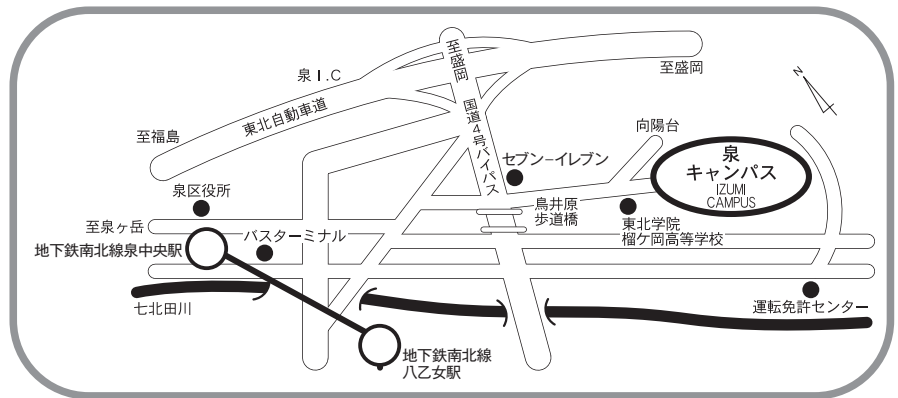 至盛岡
国道4号バイパス
至盛岡
泉I.C
東北自動車道
至福島
N
向陽台
泉
キャンパス
IZUMI
CAMPUS
セブン-イレブン
泉区役所
鳥井原
歩道橋
東北学院
榴ケ岡高等学校
至泉ヶ岳
バスターミナル
地下鉄南北線泉中央駅
七北田川
運転免許センター
地下鉄南北線
八乙女駅